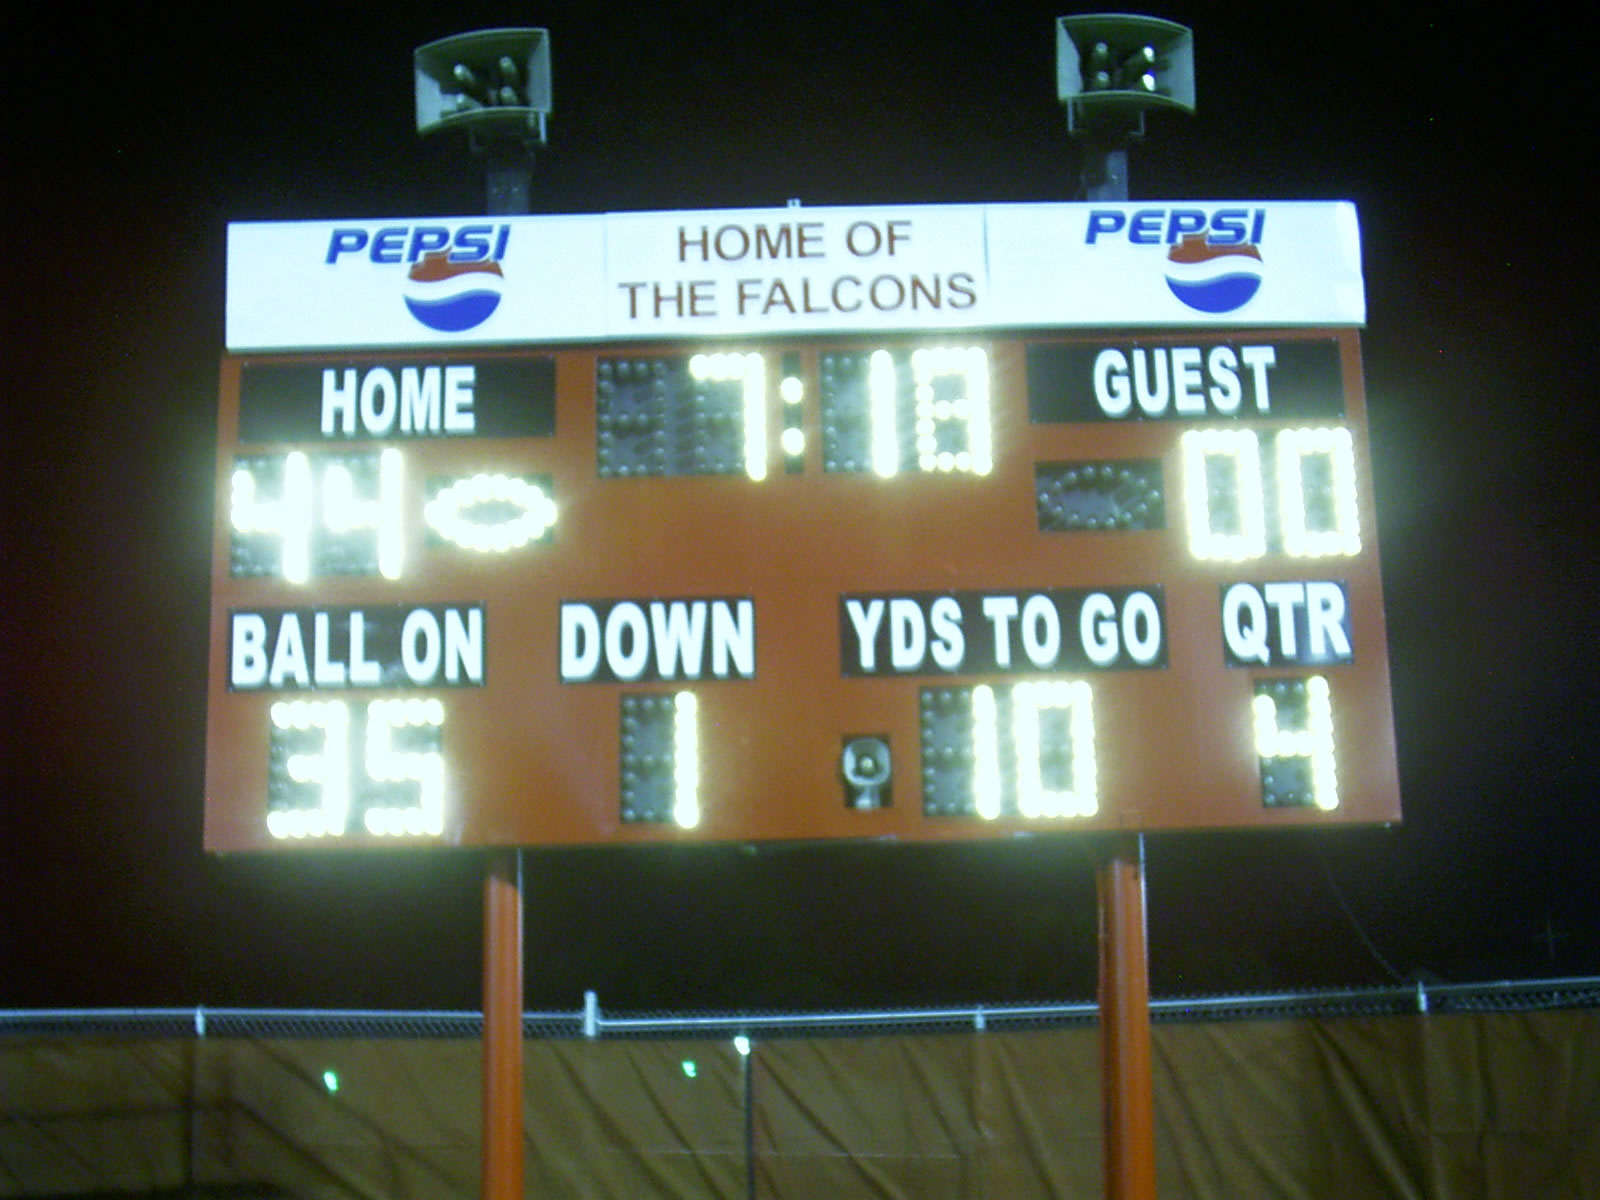 PEPSI
HOME OF
THE FALCONS
PEPSI
HOME
7:18
GUEST
44
00
BALL ON
DOWN
YDS TO GO
QTR
35
1
10
4